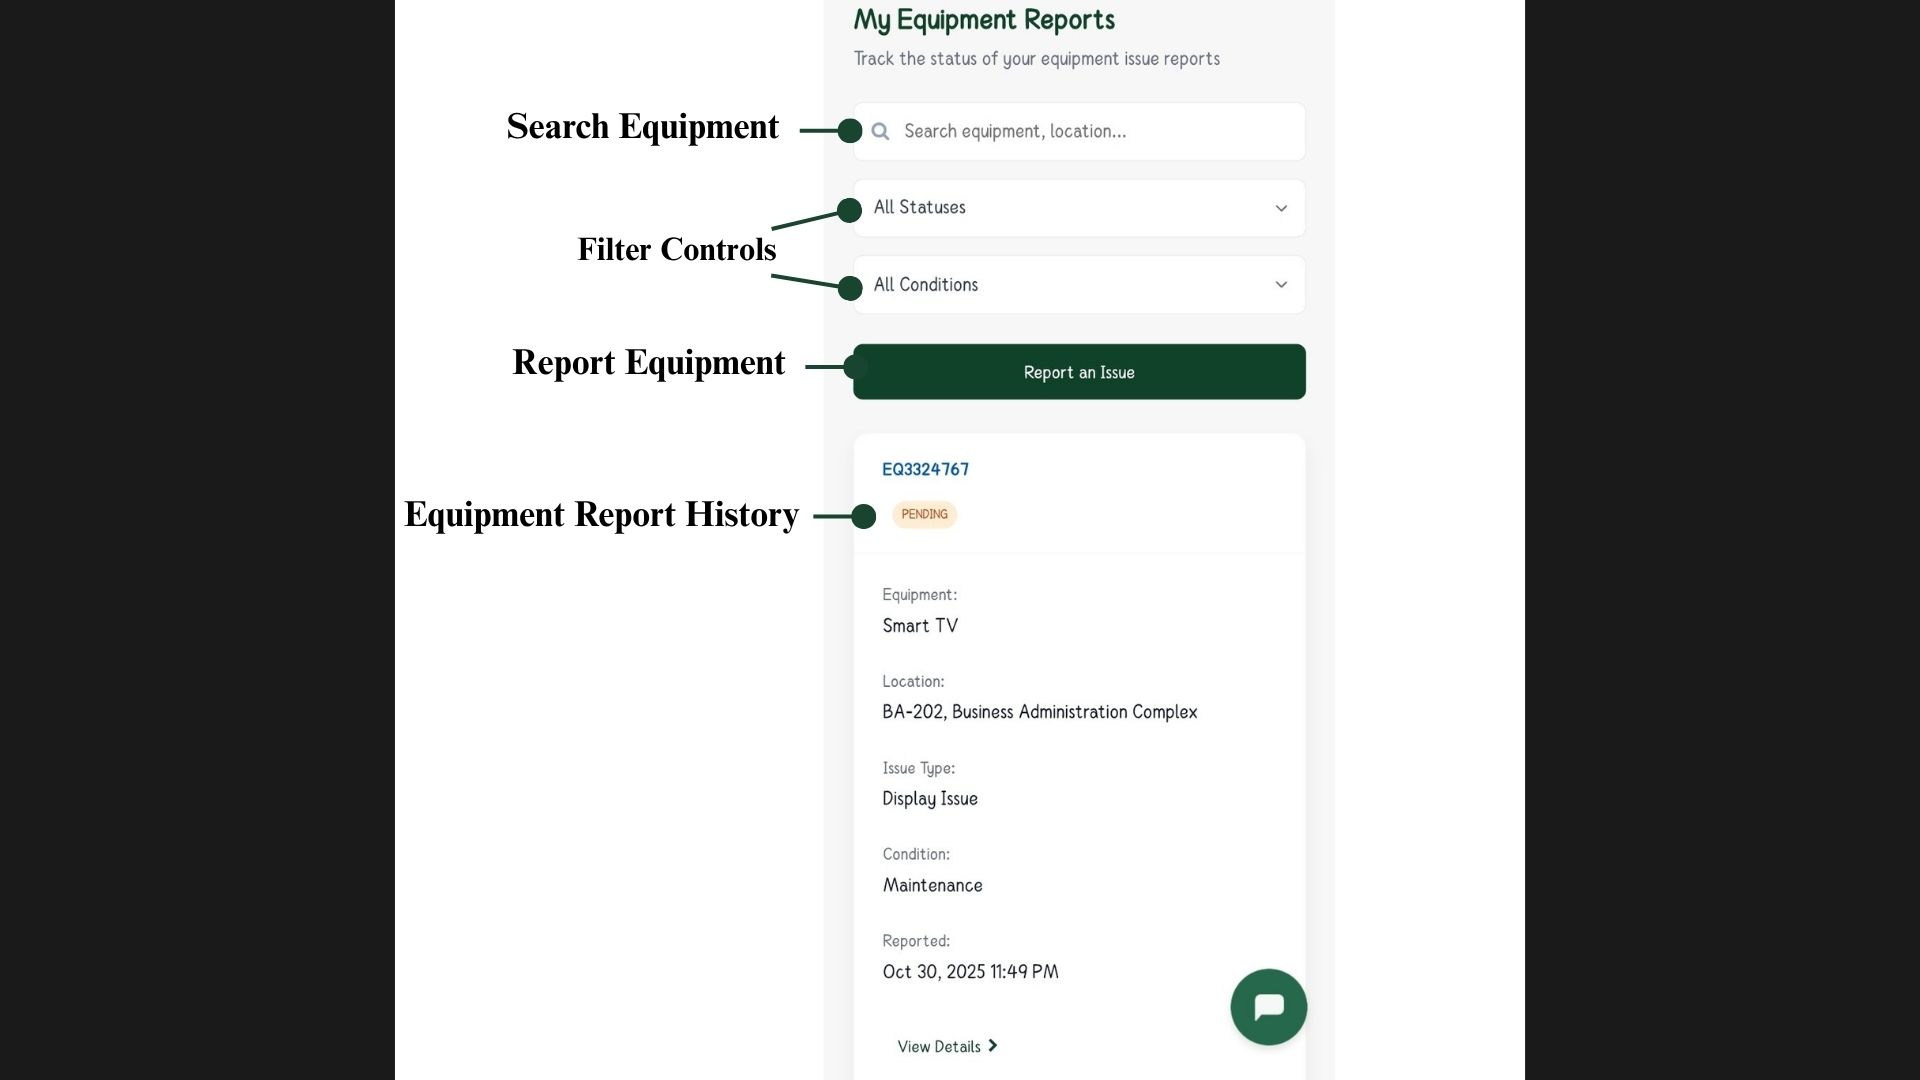 My Equipment Reports
Track the status of your equipment issue reports
Search Equipment
Search equipment, location...
All Statuses
Filter Controls
All Conditions
Report Equipment
Report an Issue
EQ3324767
Equipment Report History
PENDING
Equipment:
Smart TV
Location:
BA-202, Business Administration Complex
Issue Type:
Display Issue
Condition:
Maintenance
Reported:
Oct 30, 2025 11:49 PM
View Details